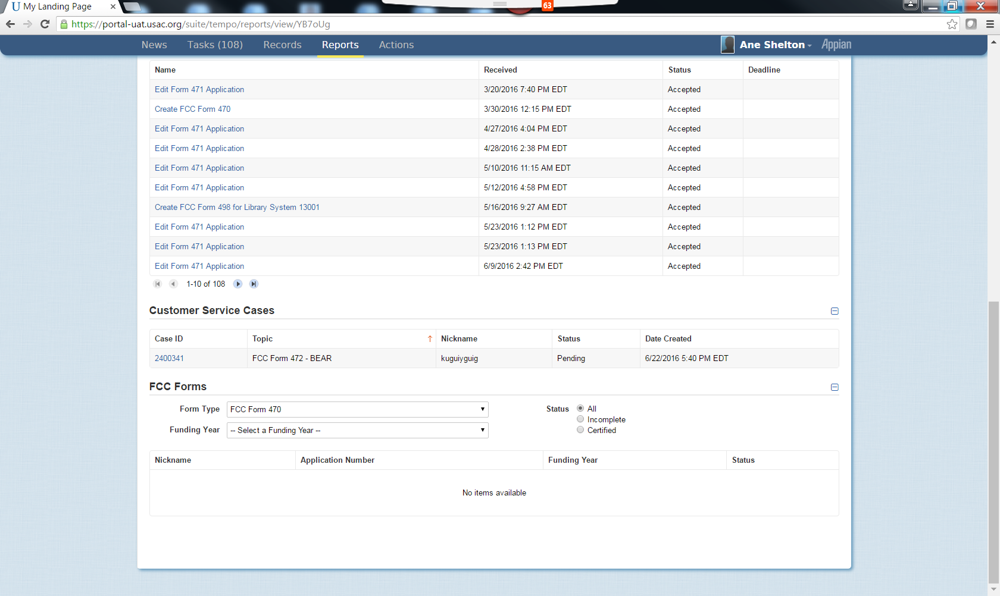 My Landing Page
63
https://portal-uat.usac.org/suite/tempo/reports/view/YB7oUg
News Tasks (108) Records Reports Actions Ane Shelton Appian
Name Received Status Deadline
Edit Form 471 Application 3/20/2016 7:40 PM EDT Accepted
Create FCC Form 470 3/30/2016 12:15 PM EDT Accepted
Edit Form 471 Application 4/27/2016 4:04 PM EDT Accepted
Edit Form 471 Application 4/28/2016 2:38 PM EDT Accepted
Edit Form 471 Application 5/10/2016 11:15 AM EDT Accepted
Edit Form 471 Application 5/12/2016 4:58 PM EDT Accepted
Create FCC Form 498 for Library System 13001 5/16/2016 9:27 AM EDT Accepted
Edit Form 471 Application 5/23/2016 1:12 PM EDT Accepted
Edit Form 471 Application 5/23/2016 1:13 PM EDT Accepted
Edit Form 471 Application 6/9/2016 2:42 PM EDT Accepted
1-10 of 108
Customer Service Cases
Case ID Topic Nickname Status Date Created
2400341 FCC Form 472 - BEAR kuguiyguig Pending 6/22/2016 5:40 PM EDT
FCC Forms
Form Type FCC Form 470 Status All
Incomplete
Funding Year -- Select a Funding Year -- Certified
Nickname Application Number Funding Year Status
No items available